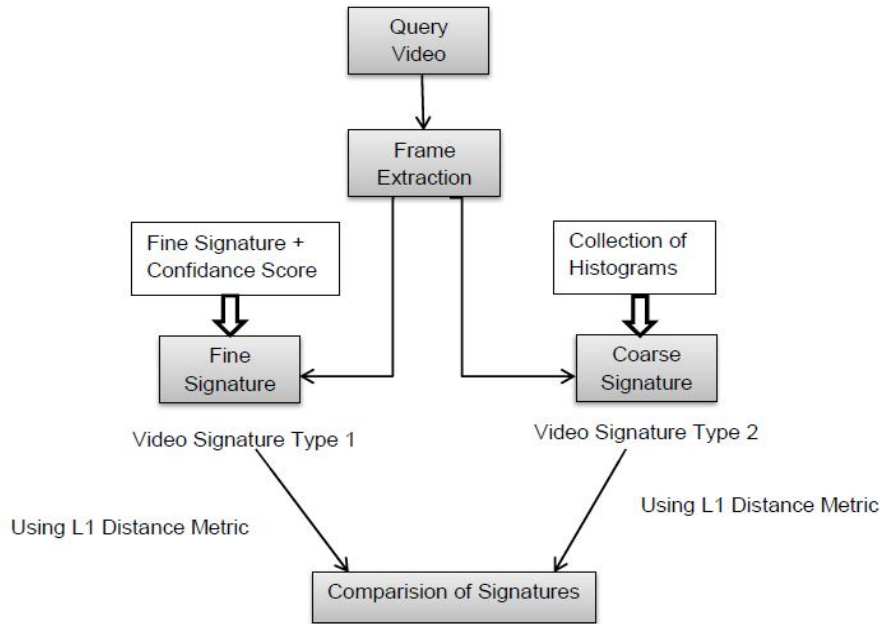 Query
Video
Frame
Extraction
Fine Signature +
Confidance Score
Collection of
Histograms
Fine
Signature
Coarse
Signature
Video Signature Type 1
Video Signature Type 2
Using L1 Distance Metric
Using L1 Distance Metric
Comparision of Signatures